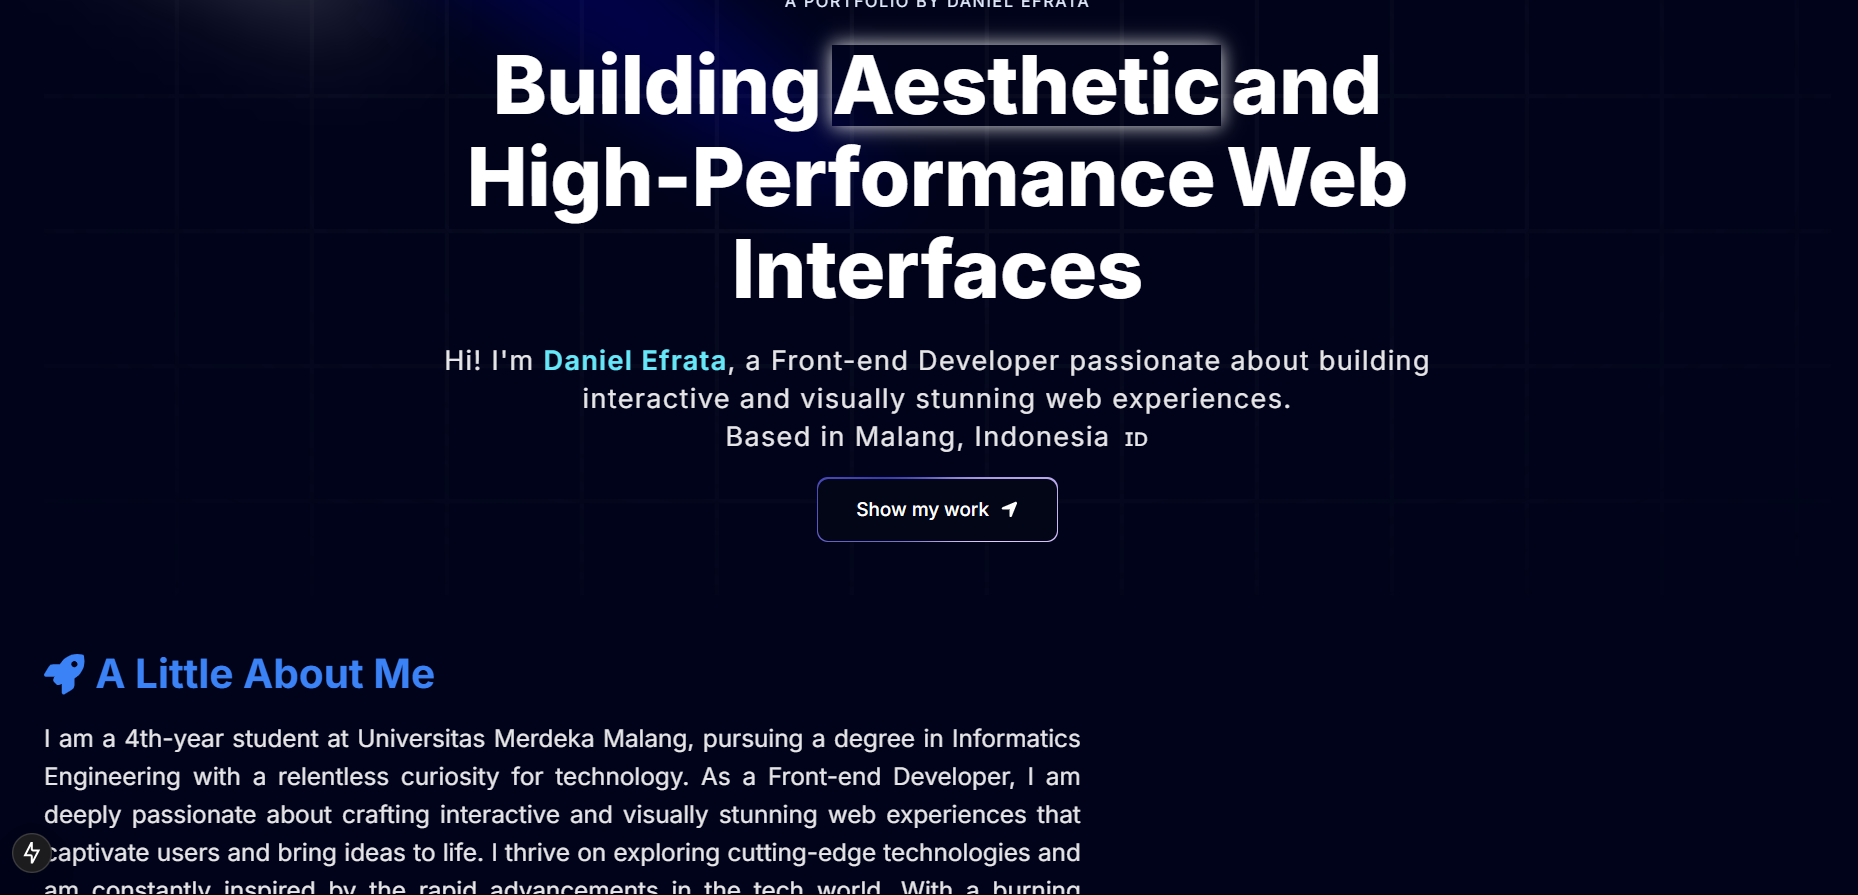 A PORTFOLIO BY DANIEL EFRATA
Building Aesthetic and
High-Performance Web
Interfaces
Hi! I'm Daniel Efrata, a Front-end Developer passionate about building
interactive and visually stunning web experiences.
Based in Malang, Indonesia ID
Show my work
A Little About Me
I am a 4th-year student at Universitas Merdeka Malang, pursuing a degree in Informatics
Engineering with a relentless curiosity for technology. As a Front-end Developer, I am
deeply passionate about crafting interactive and visually stunning web experiences that
captivate users and bring ideas to life. I thrive on exploring cutting-edge technologies and
am constantly inspired by the rapid advancements in the tech world. With a burning